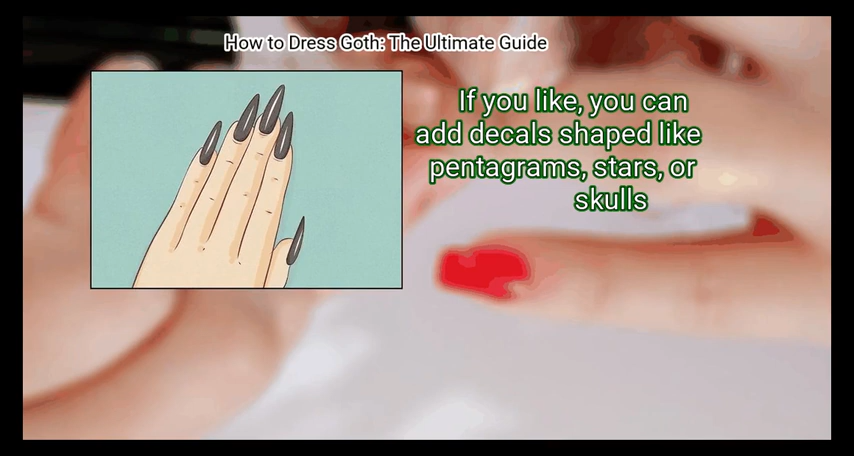 How to Dress Goth: The Ultimate Guide
If you like, you can
add decals shaped like
pentagrams, stars, or
skulls